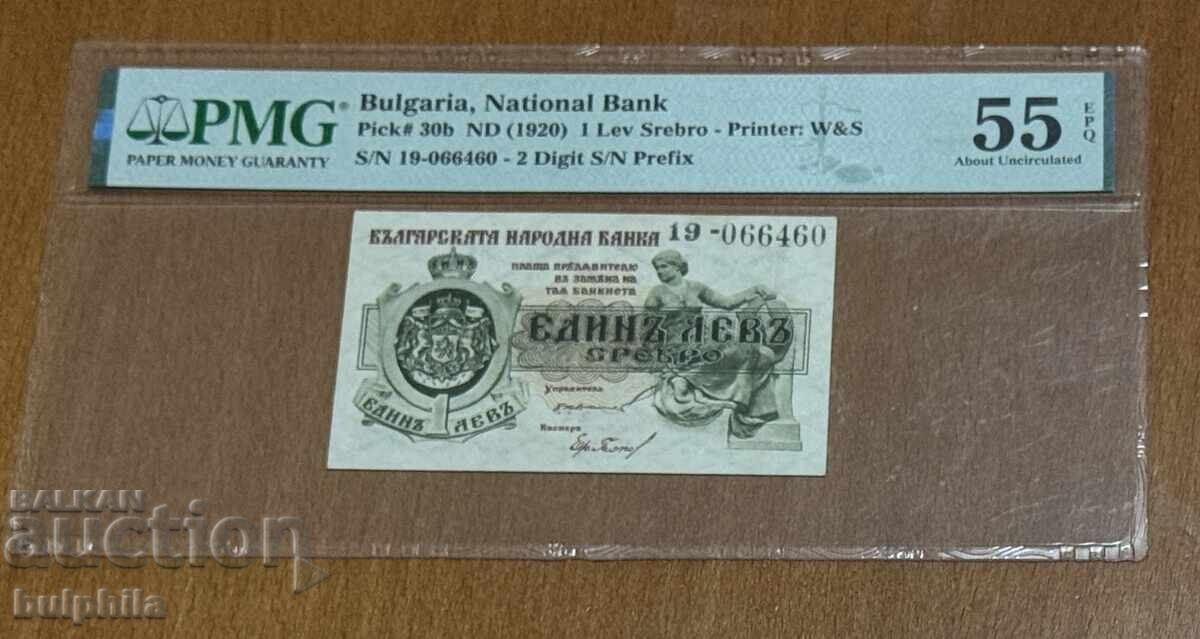 PMG
PAPER MONEY GUARANTY
Bulgaria, National Bank
Pick# 30b ND (1920) 1 Lev Srebro - Printer: W&S
S/N 19-066460 - 2 Digit S/N Prefix
55
EPQ
About Uncirculated
БЪЛГАРСКАТА НАРОДНА БАНКА 19-066460
плаща прѣдявителю
въ замѣна на
тая банкнота
ЕДИНЪ ЛЕВЪ
СРЕБРО
Управитель
Касиеръ
ЕДИНЪ 1 ЛЕВЪ
BALKAN
auction
bulphila